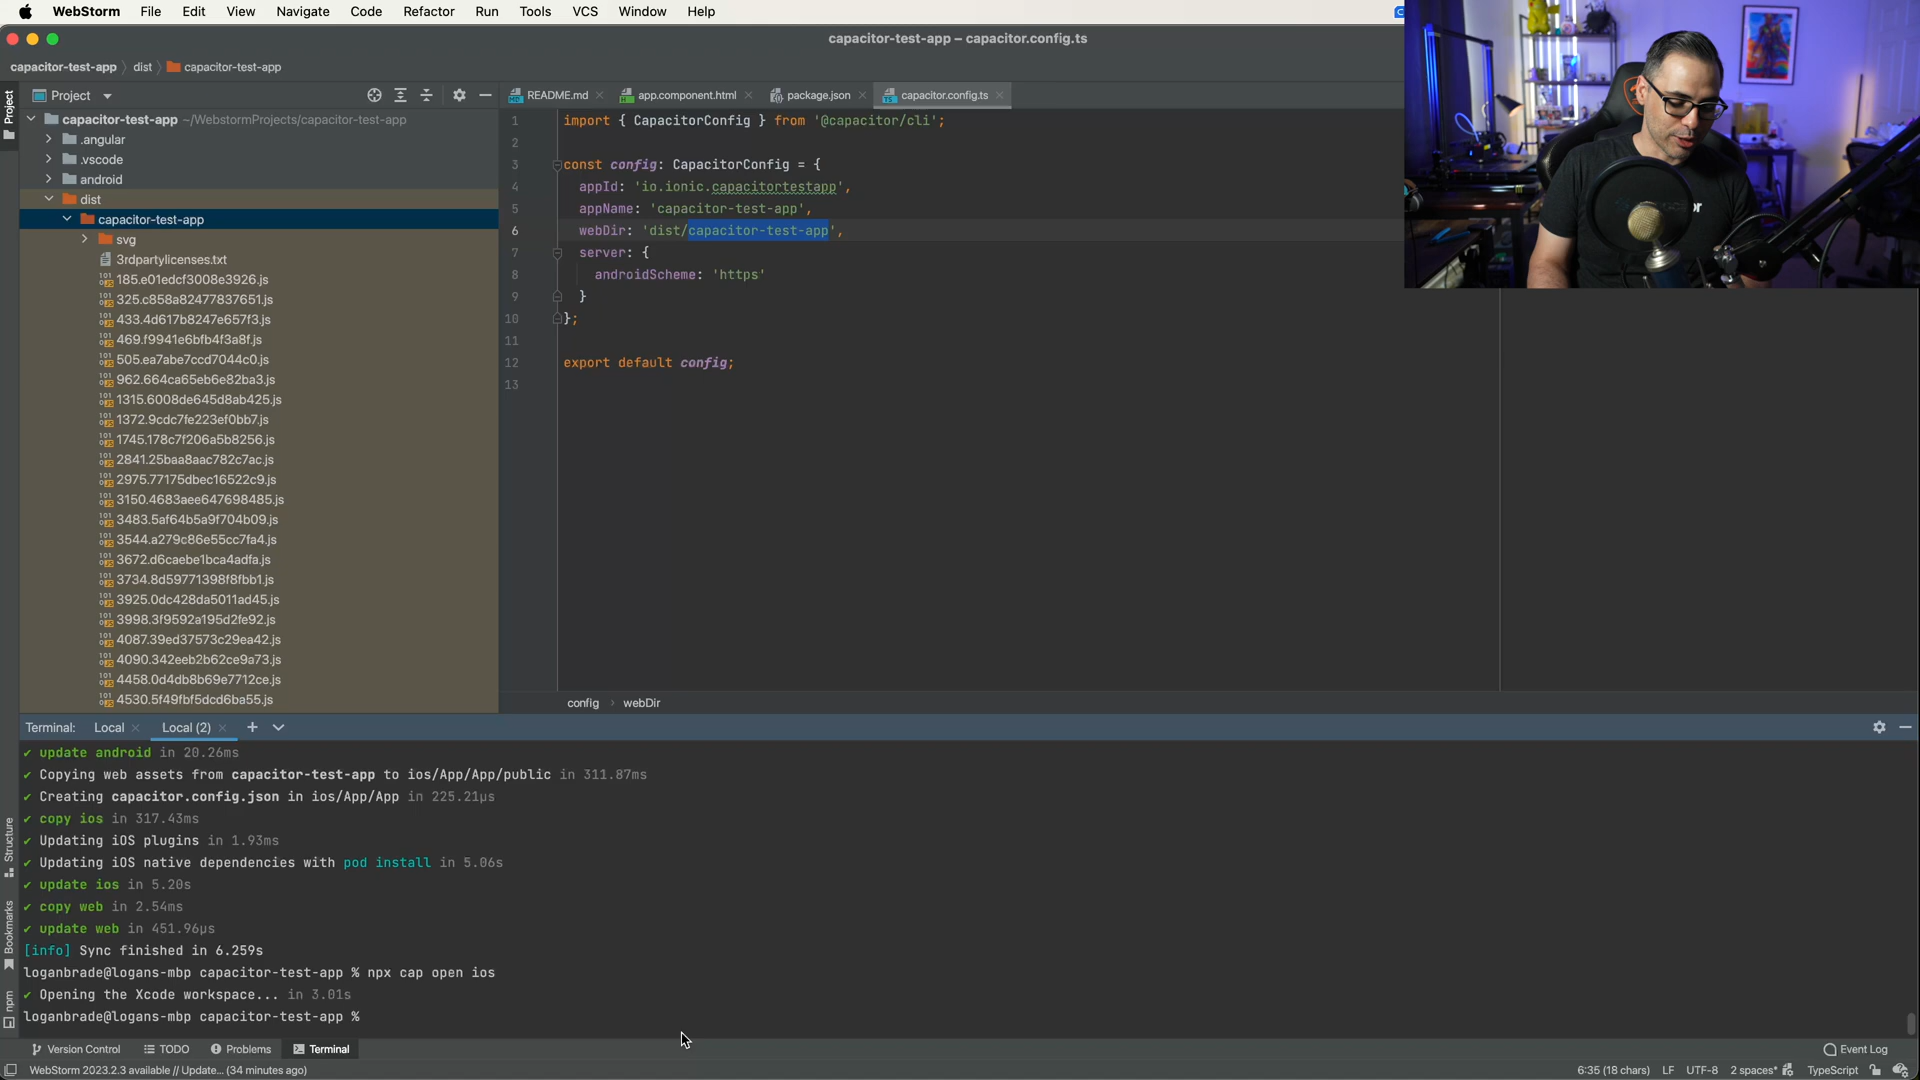 WebStorm File Edit View Navigate Code Refactor Run Tools VCS Window Help
capacitor-test-app – capacitor.config.ts
capacitor-test-app dist capacitor-test-app
Project
Project
README.md app.component.html package.json capacitor.config.ts
capacitor-test-app ~/WebstormProjects/capacitor-test-app
.angular
.vscode
android
dist
capacitor-test-app
svg
3rdpartylicenses.txt
185.e01edcf3008e3926.js
325.c858a82477837651.js
433.4d617b8247e657f3.js
469.f9941e6bfb4f3a8f.js
505.ea7abe7ccd7044c0.js
962.664ca65eb6e82ba3.js
1315.6008de645d8ab425.js
1372.9cdc7fe223ef0bb7.js
1745.178c7f206a5b8256.js
2841.25baa8aac782c7ac.js
2975.77175dbec16522c9.js
3150.4683aee647698485.js
3483.5af64b5a9f704b09.js
3544.a279c86e55cc7fa4.js
3672.d6caebe1bca4adfa.js
3734.8d59771398f8fbb1.js
3925.0dc428da5011ad45.js
3998.3f9592a195d2fe92.js
4087.39ed37573c29ea42.js
4090.342eeb2b62ce9a73.js
4458.0d4db8b69e7712ce.js
4530.5f49fbf5dcd6ba55.js
1 import { CapacitorConfig } from '@capacitor/cli';
2
3 const config: CapacitorConfig = {
4 appId: 'io.ionic.capacitortestapp',
5 appName: 'capacitor-test-app',
6 webDir: 'dist/capacitor-test-app',
7 server: {
8 androidScheme: 'https'
9 }
10 };
11
12 export default config;
13
config webDir
Terminal: Local Local (2)
✔ update android in 20.26ms
✔ Copying web assets from capacitor-test-app to ios/App/App/public in 311.87ms
✔ Creating capacitor.config.json in ios/App/App in 225.21μs
✔ copy ios in 317.43ms
✔ Updating iOS plugins in 1.93ms
✔ Updating iOS native dependencies with pod install in 5.06s
✔ update ios in 5.20s
✔ copy web in 2.54ms
✔ update web in 451.96μs
[info] Sync finished in 6.259s
loganbrade@logans-mbp capacitor-test-app % npx cap open ios
✔ Opening the Xcode workspace... in 3.01s
loganbrade@logans-mbp capacitor-test-app %
Structure
Bookmarks
npm
Version Control TODO Problems Terminal Event Log
WebStorm 2023.2.3 available // Update... (34 minutes ago) 6:35 (18 chars) LF UTF-8 2 spaces* TypeScript